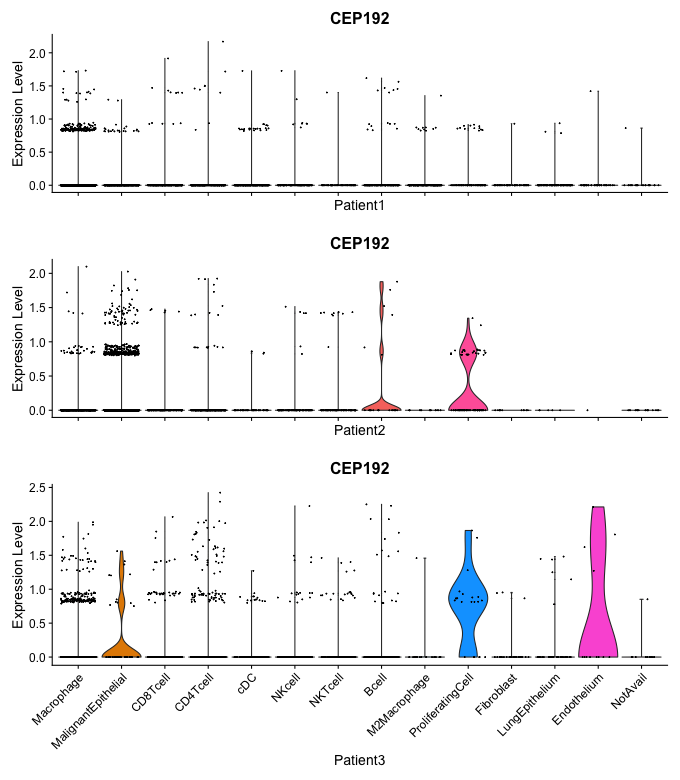 CEP192
Expression Level
2.0
1.5
1.0
0.5
0.0
Patient1
CEP192
Expression Level
2.0
1.5
1.0
0.5
0.0
Patient2
CEP192
Expression Level
2.5
2.0
1.5
1.0
0.5
0.0
Macrophage
MalignantEpithelial
CD8Tcell
CD4Tcell
cDC
NKcell
NKTcell
Bcell
M2Macrophage
ProliferatingCell
Fibroblast
LungEpithelium
Endothelium
NotAvail
Patient3